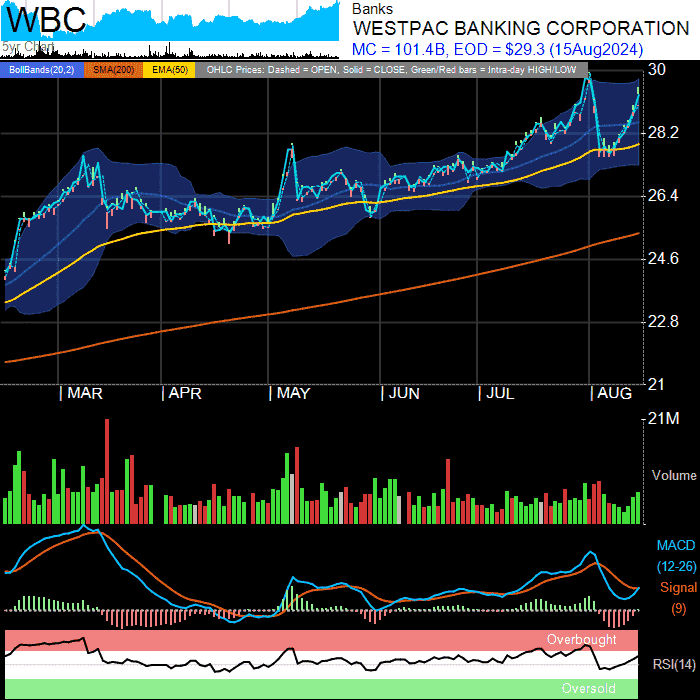 WBC
5yr Chart
Banks
WESTPAC BANKING CORPORATION
MC = 101.4B, EOD = $29.3 (15Aug2024)
BollBands(20,2) SMA(200) EMA(50) OHLC Prices: Dashed = OPEN, Solid = CLOSE, Green/Red bars = Intra-day HIGH/LOW
30
28.2
26.4
24.6
22.8
21
MAR APR MAY JUN JUL AUG
21M
Volume
MACD
(12-26)
Signal
(9)
Overbought
RSI(14)
Oversold